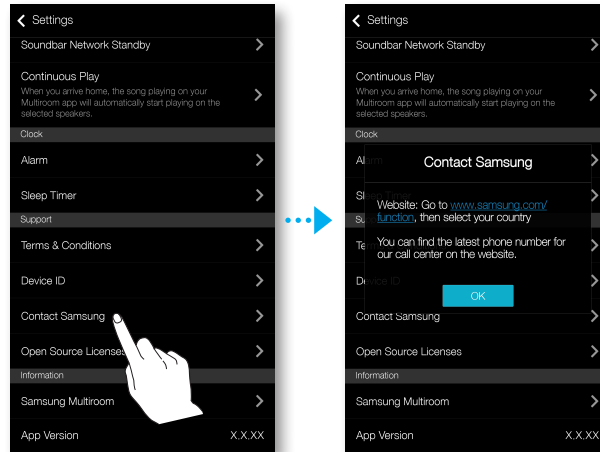 Settings
Soundbar Network Standby
Continuous Play
When you arrive home, the song playing on your
Multiroom app will automatically start playing on the
selected speakers.
Clock
Alarm
Sleep Timer
Support
Terms & Conditions
Device ID
Contact Samsung
Open Source Licenses
Information
Samsung Multiroom
App Version X.X.XX
Settings
Soundbar Network Standby
Continuous Play
When you arrive home, the song playing on your
Multiroom app will automatically start playing on the
selected speakers.
Clock
Alarm
Contact Samsung
Sleep Timer
Website: Go to www.samsung.com/
function, then select your country
You can find the latest phone number for
our call center on the website.
Device ID
OK
Contact Samsung
Open Source Licenses
Information
Samsung Multiroom
App Version X.X.XX